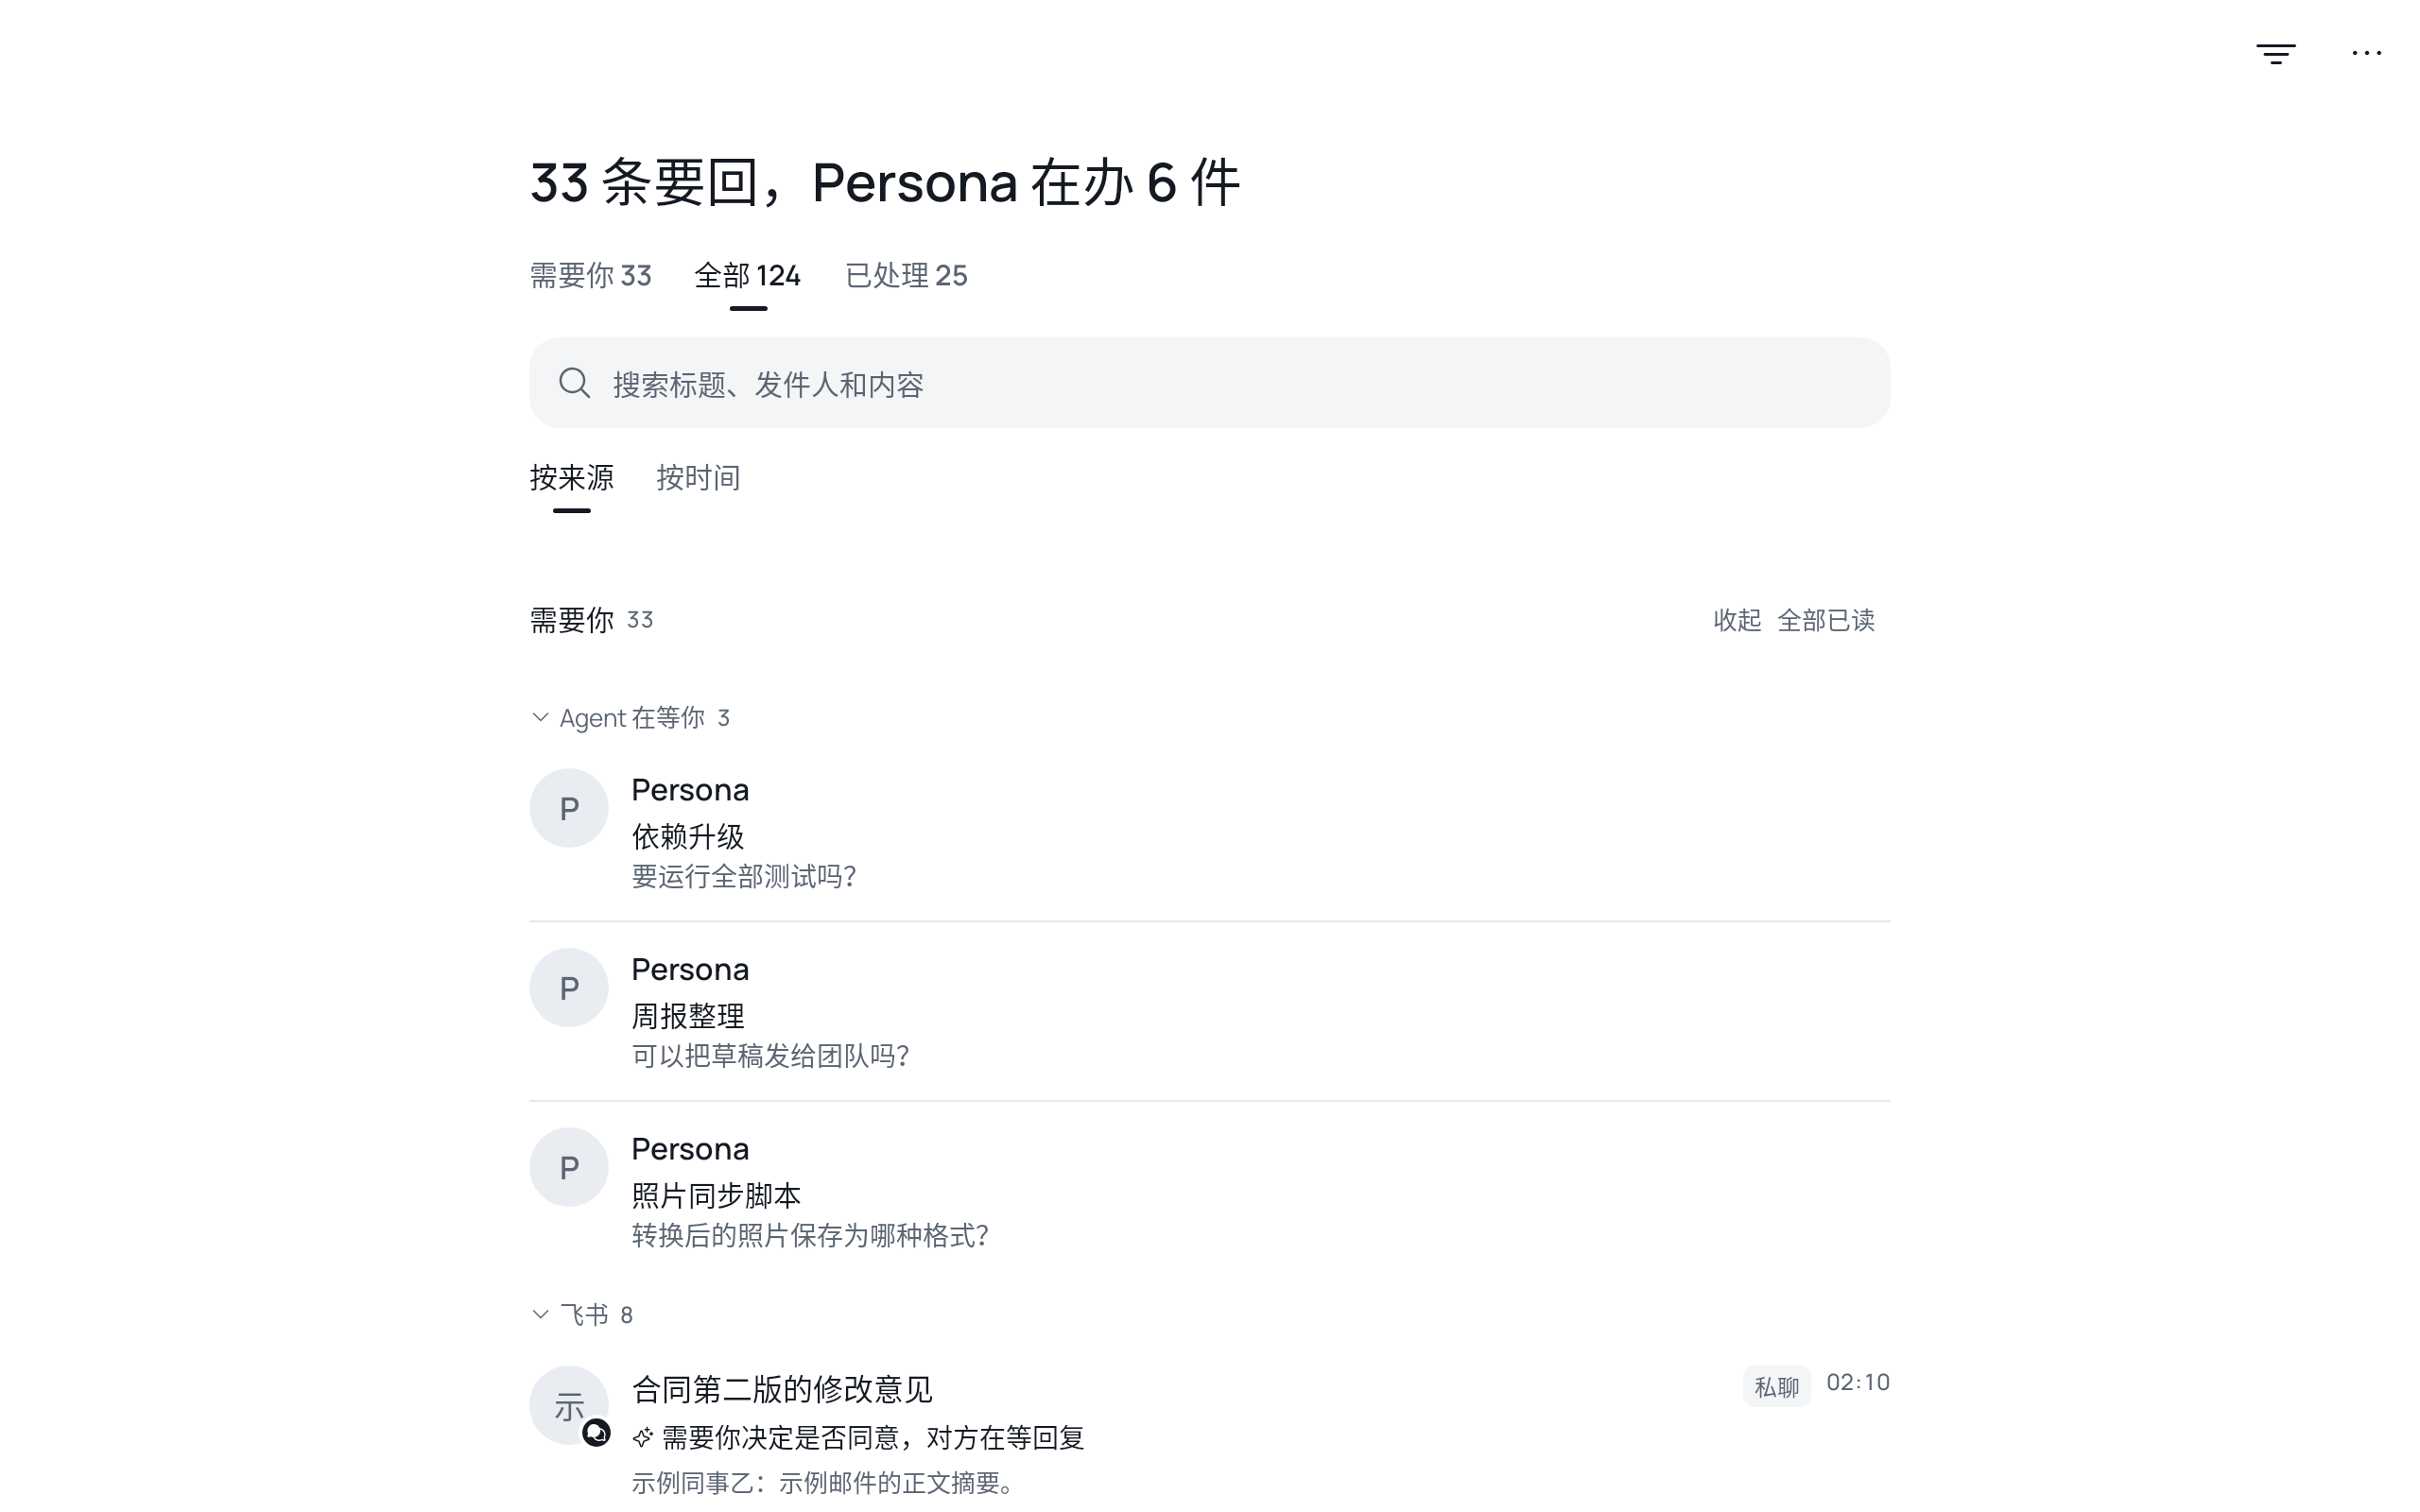 33 条要回，Persona 在办 6 件
需要你 33 全部 124 已处理 25
搜索标题、发件人和内容
按来源 按时间
需要你 33 收起 全部已读
Agent 在等你 3
P Persona
依赖升级
要运行全部测试吗？
P Persona
周报整理
可以把草稿发给团队吗？
P Persona
照片同步脚本
转换后的照片保存为哪种格式？
飞书 8
示 合同第二版的修改意见 私聊 02:10
需要你决定是否同意，对方在等回复
示例同事乙：示例邮件的正文摘要。